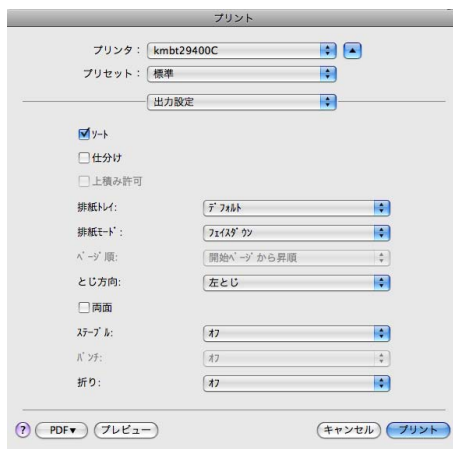 プリント
プリンタ： kmbt29400C
プリセット： 標準
出力設定
ソート
仕分け
上積み許可
排紙トレイ: デフォルト
排紙モード: フェイスダウン
ページ順: 開始ページから昇順
とじ方向: 左とじ
両面
ステープル: オフ
パンチ: オフ
折り: オフ
? PDF▼ プレビュー キャンセル プリント